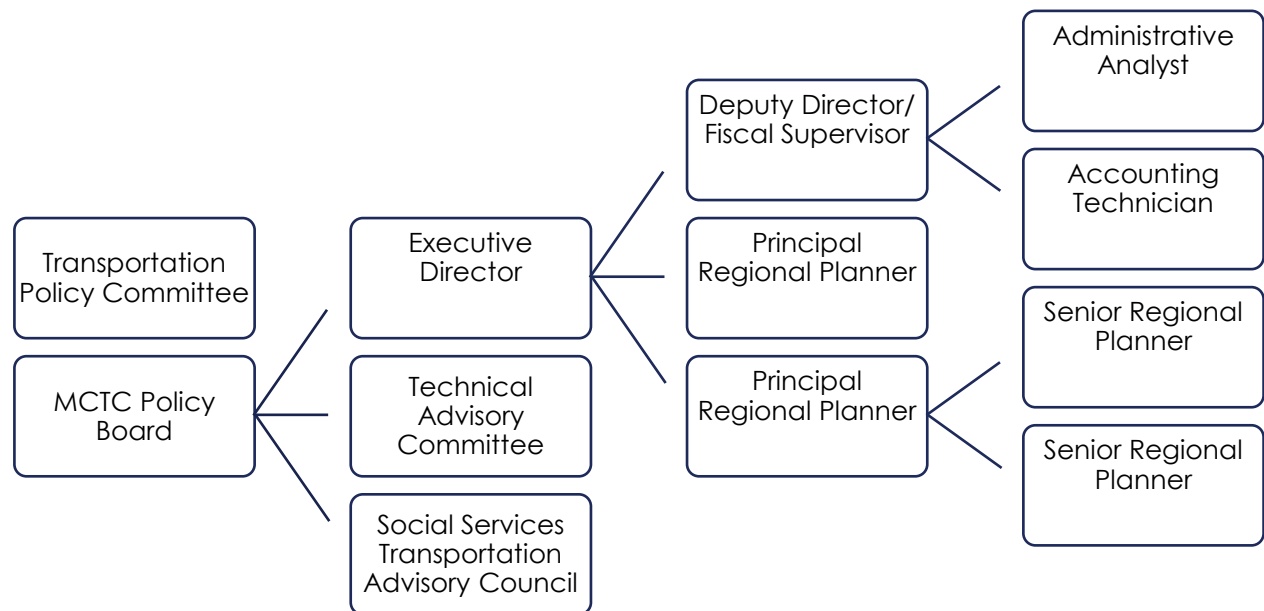 Transportation
Policy Committee
MCTC Policy
Board
Executive
Director
Technical
Advisory
Committee
Social Services
Transportation
Advisory Council
Deputy Director/
Fiscal Supervisor
Principal
Regional Planner
Principal
Regional Planner
Administrative
Analyst
Accounting
Technician
Senior Regional
Planner
Senior Regional
Planner